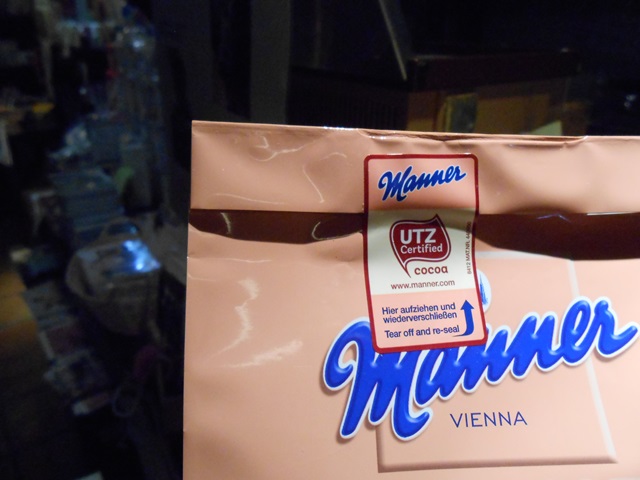 Manner
UTZ
Certified
cocoa
www.manner.com
Hier aufziehen und
wiederverschließen
Tear off and re-seal
Manner
VIENNA